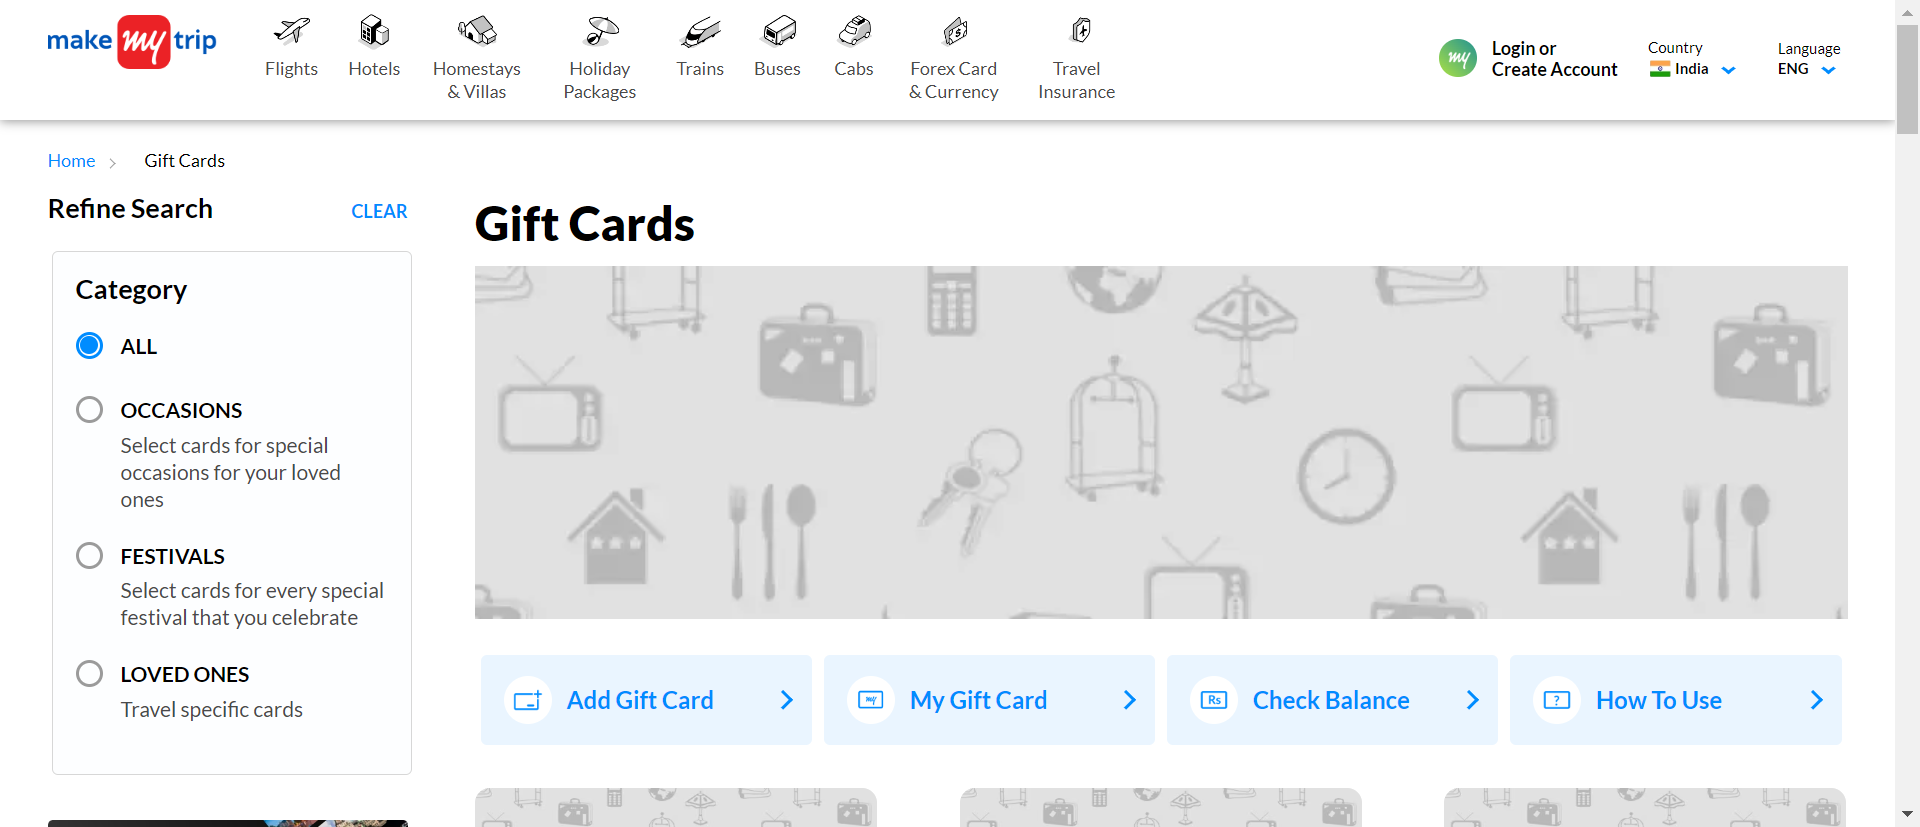 make my trip
Flights
Hotels
Homestays
& Villas
Holiday
Packages
Trains
Buses
Cabs
Forex Card
& Currency
Travel
Insurance
my
Login or
Create Account
Country
India
Language
ENG
Home
Gift Cards
Refine Search
CLEAR
Category
ALL
OCCASIONS
Select cards for special
occasions for your loved
ones
FESTIVALS
Select cards for every special
festival that you celebrate
LOVED ONES
Travel specific cards
Gift Cards
Add Gift Card
my
My Gift Card
Rs
Check Balance
?
How To Use